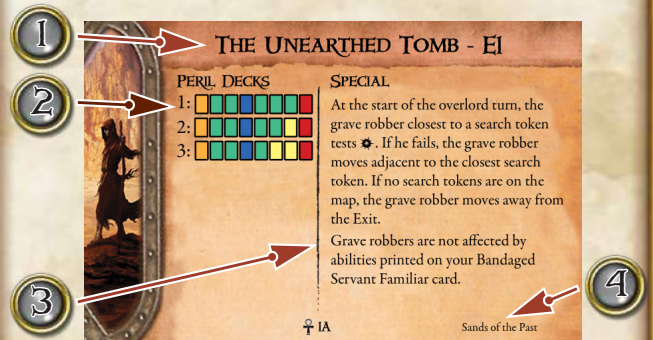 1
THE UNEARTHED TOMB - EI
2
PERIL DECKS
1:
2:
3:
SPECIAL
At the start of the overlord turn, the
grave robber closest to a search token
tests . If he fails, the grave robber
moves adjacent to the closest search
token. If no search tokens are on the
map, the grave robber moves away from
the Exit.
Grave robbers are not affected by
abilities printed on your Bandaged
Servant Familiar card.
3
4
1A
Sands of the Past